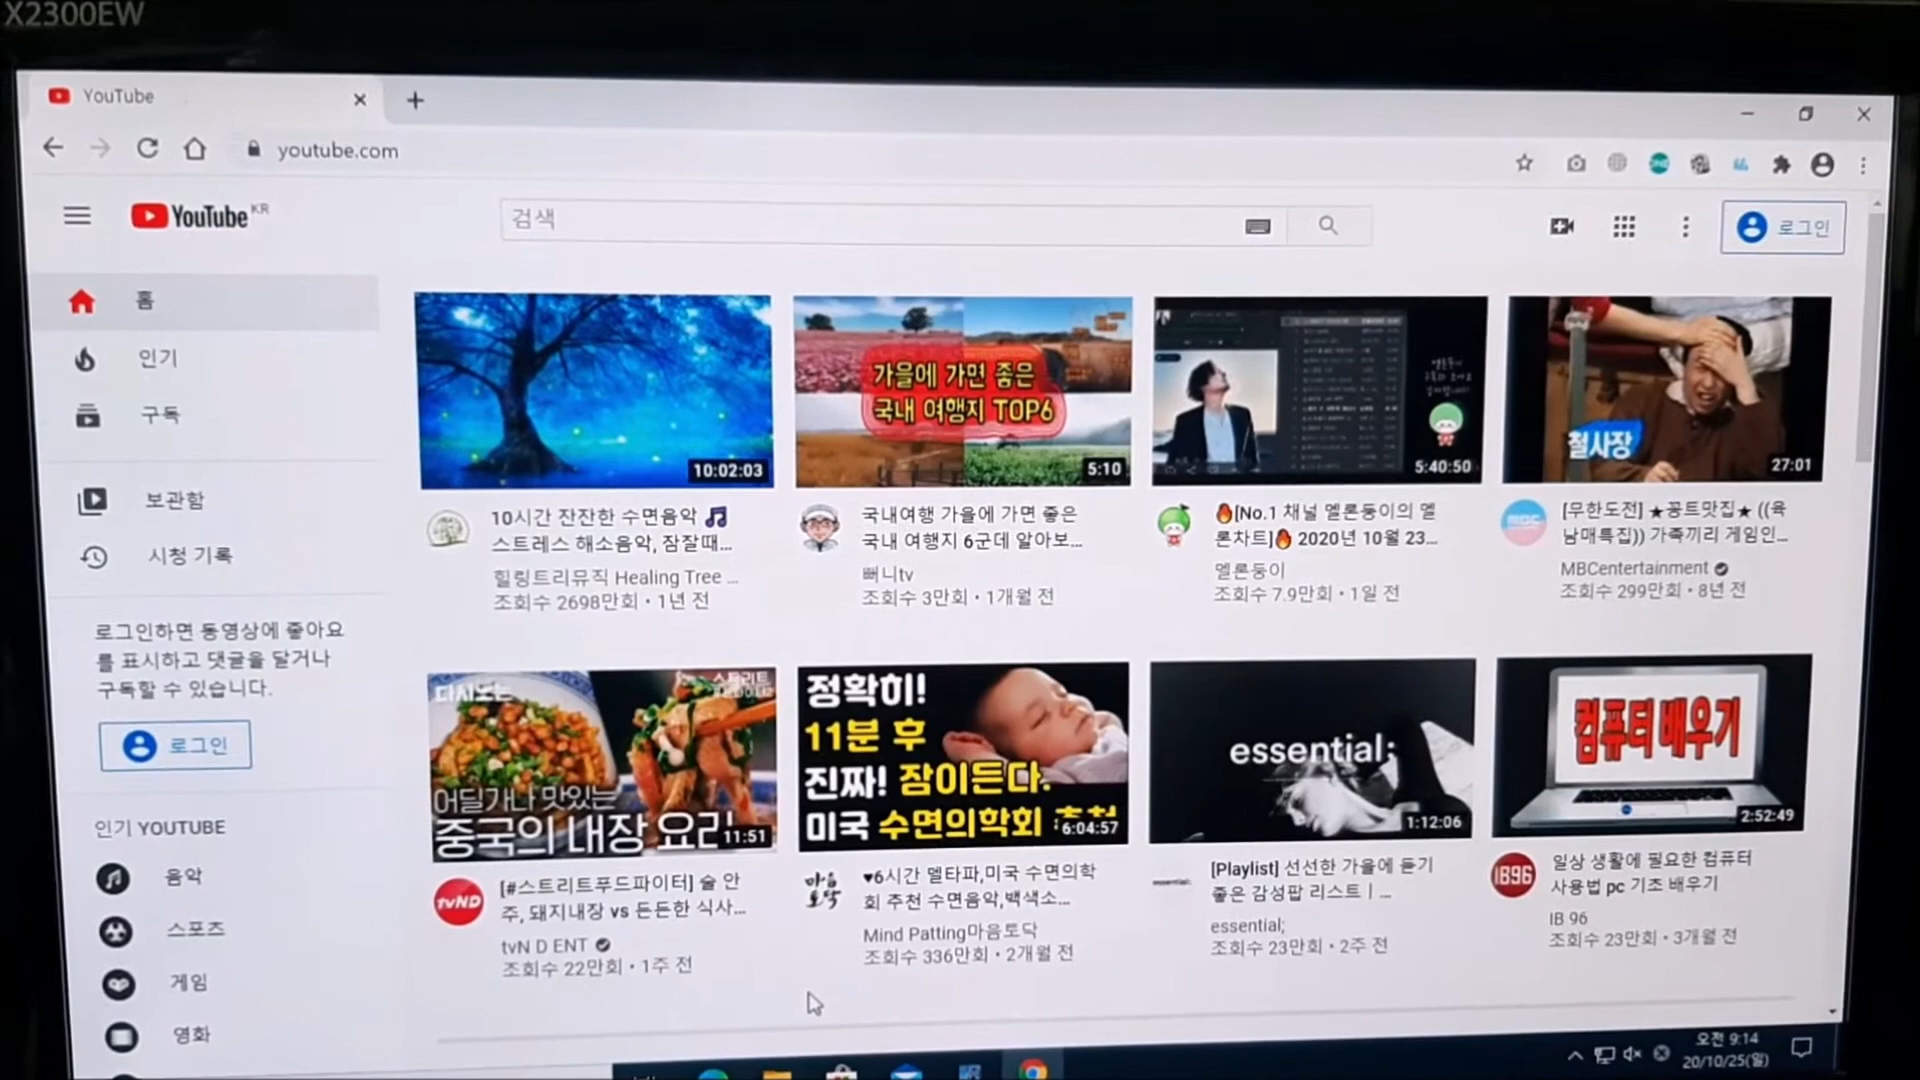 X2300EW
YouTube
youtube.com
YouTube KR
검색
로그인
홈
인기
구독
보관함
시청 기록
로그인하면 동영상에 좋아요
를 표시하고 댓글을 달거나
구독할 수 있습니다.
로그인
인기 YOUTUBE
음악
스포츠
게임
영화
10:02:03
10시간 잔잔한 수면음악
스트레스 해소음악, 잠잘때...
힐링트리뮤직 Healing Tree ...
조회수 2698만회 • 1년 전
가을에 가면 좋은
국내 여행지 TOP6
5:10
국내여행 가을에 가면 좋은
국내 여행지 6군데 알아보...
뻐니tv
조회수 3만회 • 1개월 전
5:40:50
[No.1 채널 멜론둥이의 멜
론차트] 2020년 10월 23...
멜론둥이
조회수 7.9만회 • 1일 전
철사장
27:01
[무한도전] ★꽁트맛집★ ((육
남매특집)) 가족끼리 게임인...
MBCentertainment
조회수 299만회 • 8년 전
다시보는
스트리트
어딜가나 맛있는
중국의 내장 요리
11:51
tvND
[#스트리트푸드파이터] 술 안
주, 돼지내장 vs 든든한 식사...
tvN D ENT
조회수 22만회 • 1주 전
정확히!
11분 후
진짜! 잠이든다.
미국 수면의학회
6:04:57
마음
토닥
♥6시간 델타파,미국 수면의학
회 추천 수면음악,백색소...
Mind Patting마음토닥
조회수 336만회 • 2개월 전
essential;
1:12:06
essential;
[Playlist] 선선한 가을에 듣기
좋은 감성팝 리스트ㅣ...
essential;
조회수 23만회 • 2주 전
컴퓨터 배우기
2:52:49
IB96
일상 생활에 필요한 컴퓨터
사용법 pc 기초 배우기
IB 96
조회수 23만회 • 3개월 전
오전 9:14
20/10/25(일)